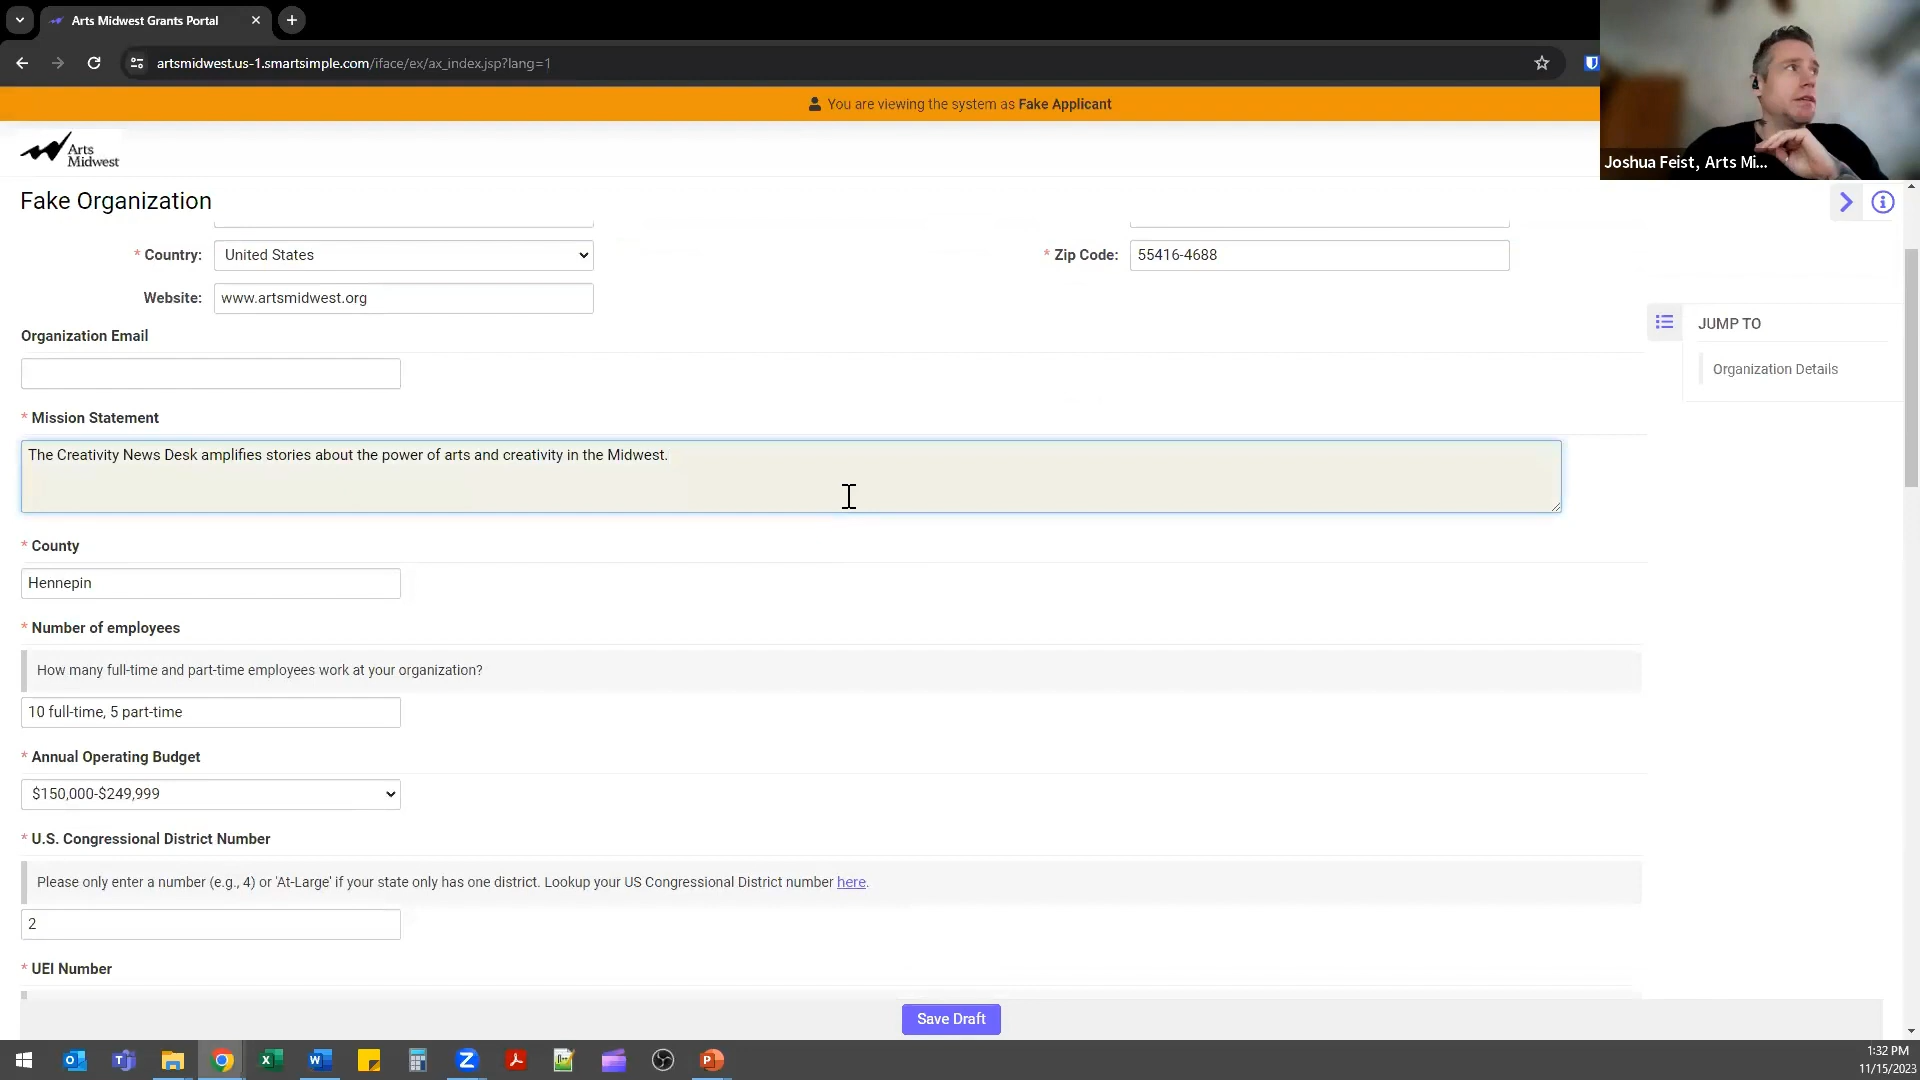 Arts Midwest Grants Portal
artsmidwest.us-1.smartsimple.com/iface/ex/ax_index.jsp?lang=1
You are viewing the system as Fake Applicant
Joshua Feist, Arts Mi...
Arts
Midwest
Fake Organization
* Country: United States
* Zip Code: 55416-4688
Website: www.artsmidwest.org
JUMP TO
Organization Details
Organization Email
* Mission Statement
The Creativity News Desk amplifies stories about the power of arts and creativity in the Midwest.
* County
Hennepin
* Number of employees
How many full-time and part-time employees work at your organization?
10 full-time, 5 part-time
* Annual Operating Budget
$150,000-$249,999
* U.S. Congressional District Number
Please only enter a number (e.g., 4) or 'At-Large' if your state only has one district. Lookup your US Congressional District number here.
2
* UEI Number
Save Draft
1:32 PM
11/15/2023